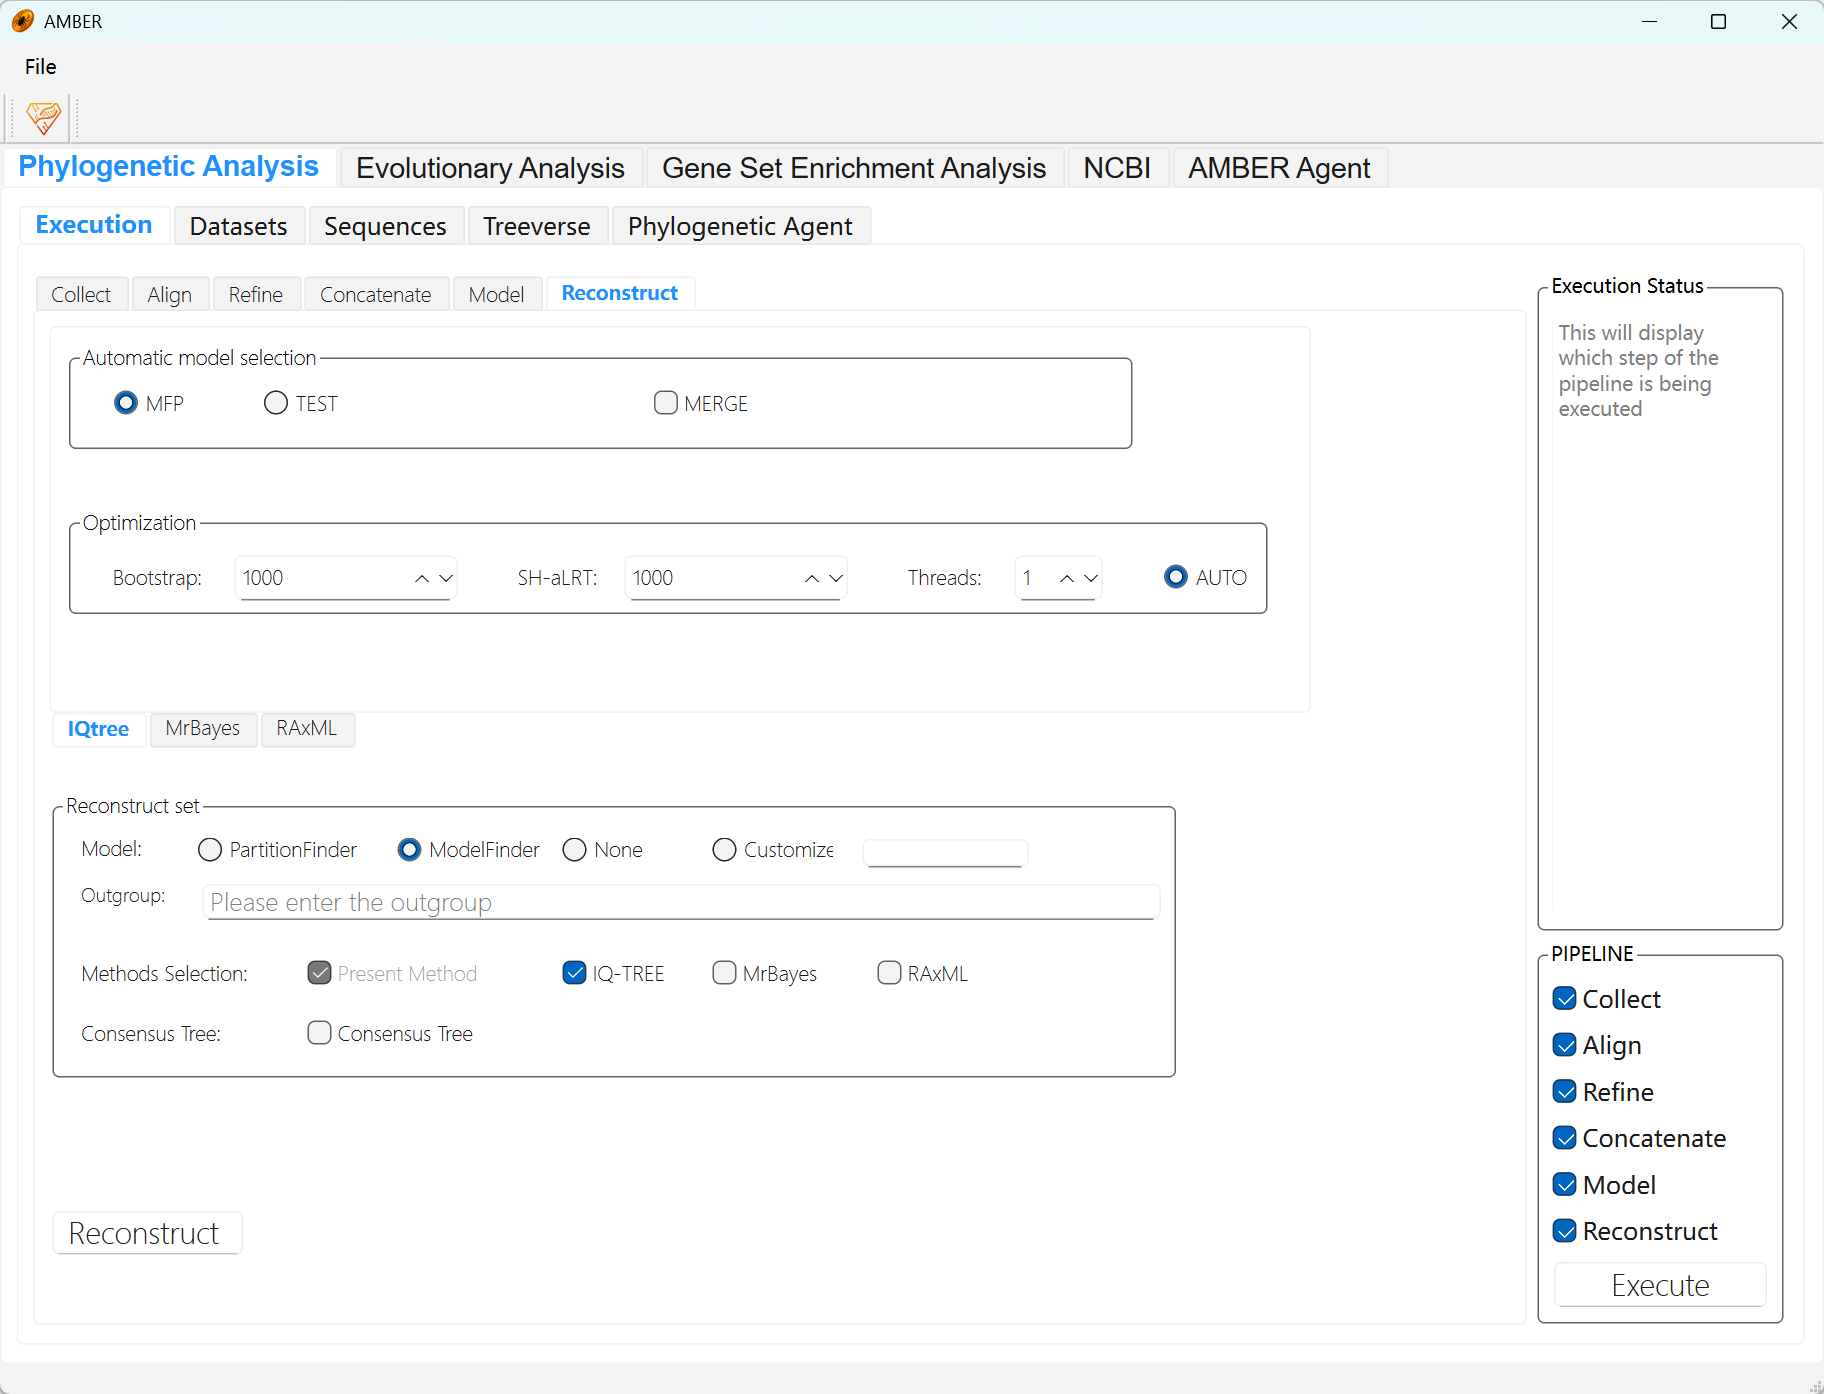 AMBER
File
Phylogenetic Analysis Evolutionary Analysis Gene Set Enrichment Analysis NCBI AMBER Agent
Execution Datasets Sequences Treeverse Phylogenetic Agent
Collect Align Refine Concatenate Model Reconstruct
Automatic model selection
MFP TEST MERGE
Optimization
Bootstrap: 1000 SH-aLRT: 1000 Threads: 1 AUTO
IQtree MrBayes RAxML
Reconstruct set
Model: PartitionFinder ModelFinder None Customize
Outgroup: Please enter the outgroup
Methods Selection: Present Method IQ-TREE MrBayes RAxML
Consensus Tree: Consensus Tree
Reconstruct
Execution Status
This will display
which step of the
pipeline is being
executed
PIPELINE
Collect
Align
Refine
Concatenate
Model
Reconstruct
Execute